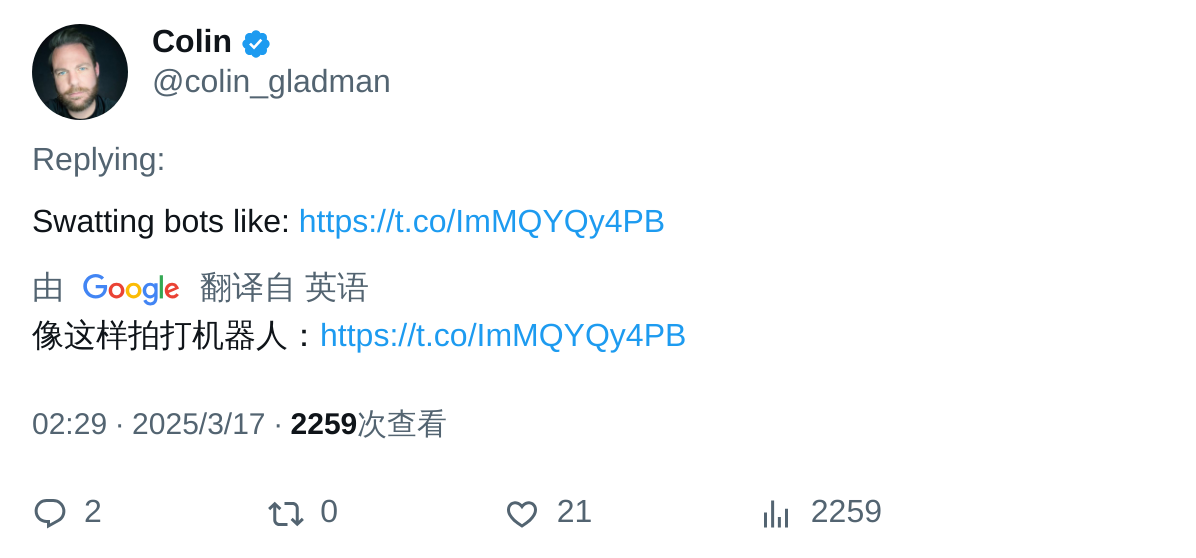 Colin
@colin_gladman
Replying:
Swatting bots like: https://t.co/ImMQYQy4PB
由 Google 翻译自 英语
像这样拍打机器人：https://t.co/ImMQYQy4PB
02:29 · 2025/3/17 · 2259次查看
2 0 21 2259